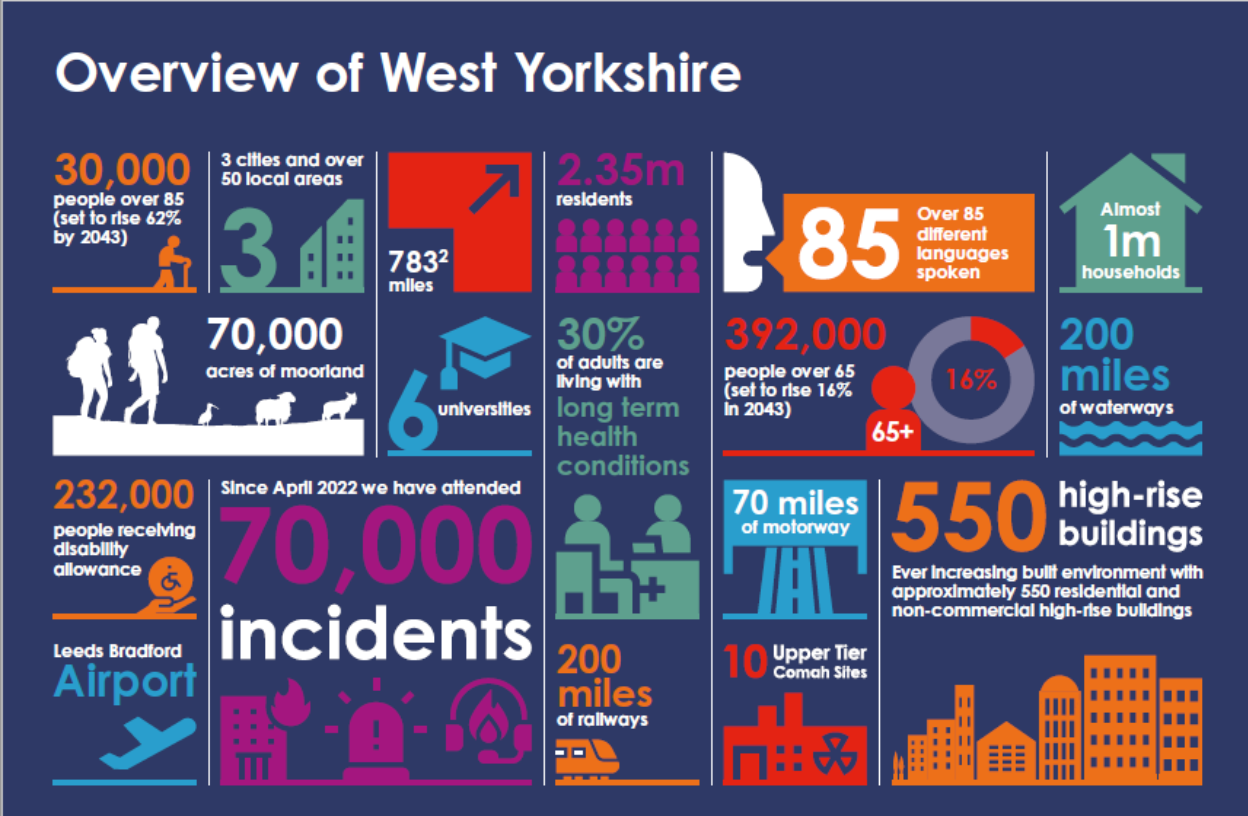 Overview of West Yorkshire
30,000
people over 85
(set to rise 62%
by 2043)
3 cities and over
50 local areas
3
783²
miles
2.35m
residents
85
Over 85
different
languages
spoken
Almost
1m
households
70,000
acres of moorland
6
universities
30%
of adults are
living with
long term
health
conditions
392,000
people over 65
(set to rise 16%
in 2043)
65+
16%
200
miles
of waterways
232,000
people receiving
disability
allowance
Since April 2022 we have attended
70,000
incidents
70 miles
of motorway
550
high-rise
buildings
Ever increasing built environment with
approximately 550 residential and
non-commercial high-rise buildings
Leeds Bradford
Airport
200
miles
of railways
10
Upper Tier
Comah Sites